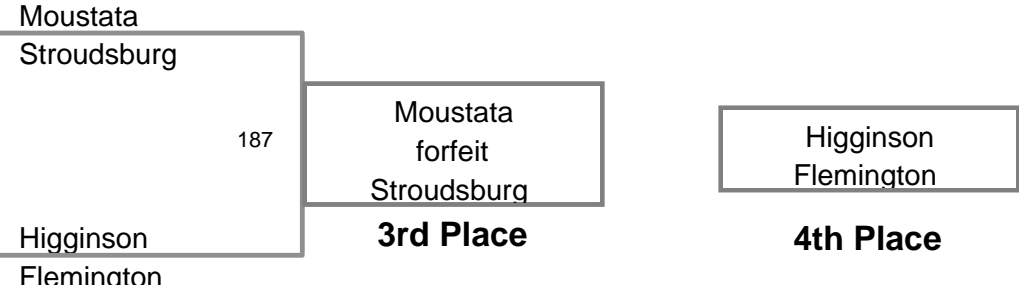 Moustata
Stroudsburg
187
Moustata
forfeit
Stroudsburg
3rd Place
Higginson
Flemington
4th Place
Higginson
Flemington